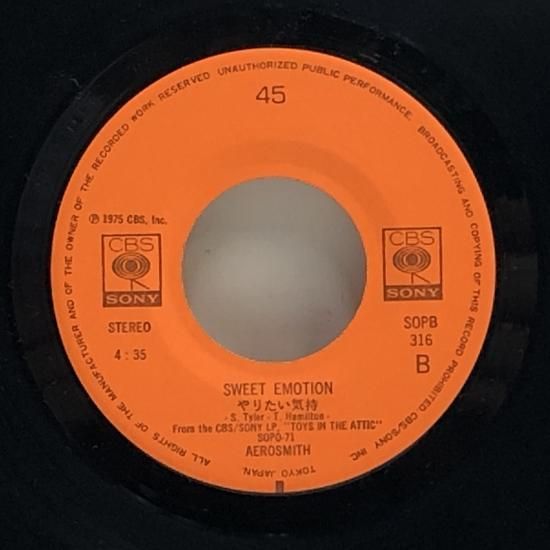 ALL RIGHTS OF THE MANUFACTURER AND OF THE OWNER OF THE RECORDED WORK RESERVED UNAUTHORIZED PUBLIC PERFORMANCE. BROADCASTING AND COPYING OF THIS RECORD PROHIBITED CBS/SONY INC. TOKYO JAPAN.
45
℗ 1975 CBS, Inc.
CBS
SONY
CBS
SONY
STEREO
4:35
SOPB
316
B
SWEET EMOTION
やりたい気持
- S. Tyler - T. Hamilton -
From the CBS/SONY LP, "TOYS IN THE ATTIC"
SOPO-71
AEROSMITH